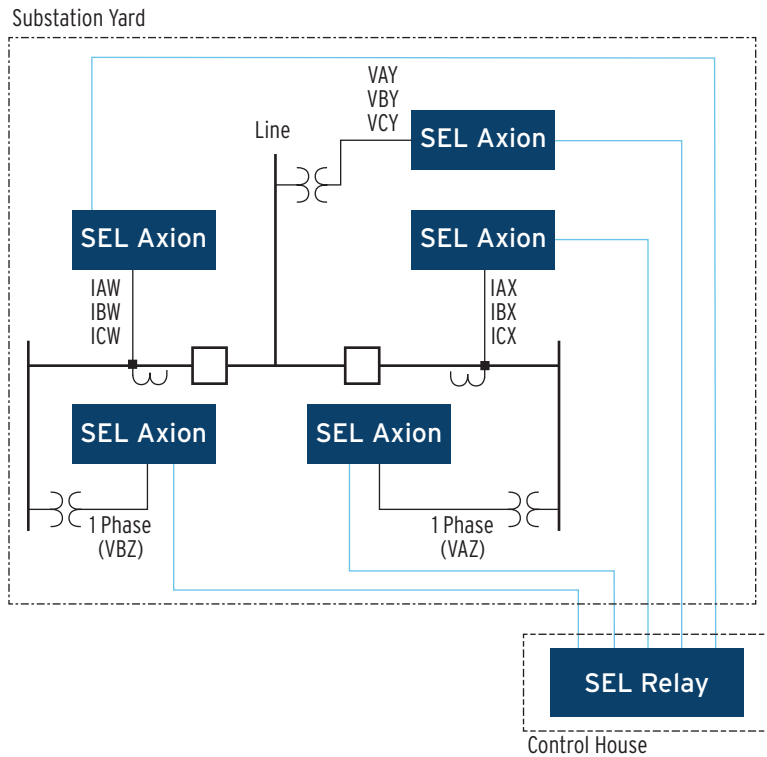 Substation Yard
VAY
VBY
VCY
Line
SEL Axion
SEL Axion
SEL Axion
IAW
IBW
ICW
IAX
IBX
ICX
SEL Axion
SEL Axion
1 Phase
(VBZ)
1 Phase
(VAZ)
SEL Relay
Control House